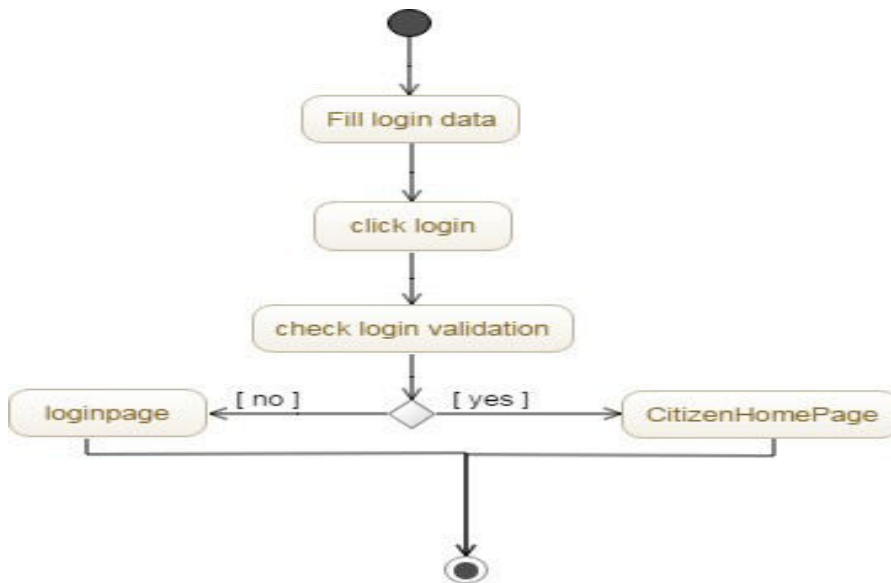 Fill login data
click login
check login validation
[ no ]
[ yes ]
loginpage
CitizenHomePage